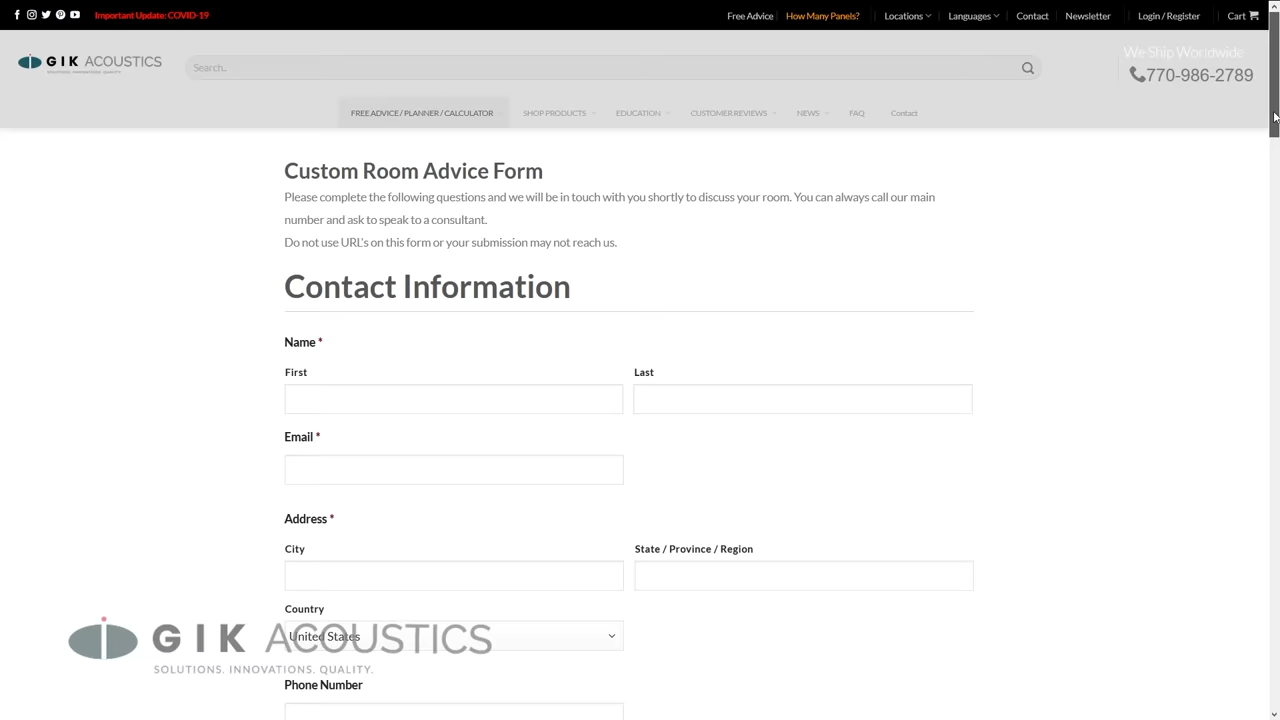 Important Update: COVID-19
Free Advice
How Many Panels?
Locations
Languages
Contact
Newsletter
Login / Register
Cart
GIK ACOUSTICS
SOLUTIONS. INNOVATIONS. QUALITY.
Search..
We Ship Worldwide
770-986-2789
FREE ADVICE / PLANNER / CALCULATOR
SHOP PRODUCTS
EDUCATION
CUSTOMER REVIEWS
NEWS
FAQ
Contact
Custom Room Advice Form
Please complete the following questions and we will be in touch with you shortly to discuss your room. You can always call our main
number and ask to speak to a consultant.
Do not use URL's on this form or your submission may not reach us.
Contact Information
Name *
First
Last
Email *
Address *
City
State / Province / Region
Country
United States
GIK ACOUSTICS
SOLUTIONS. INNOVATIONS. QUALITY.
Phone Number